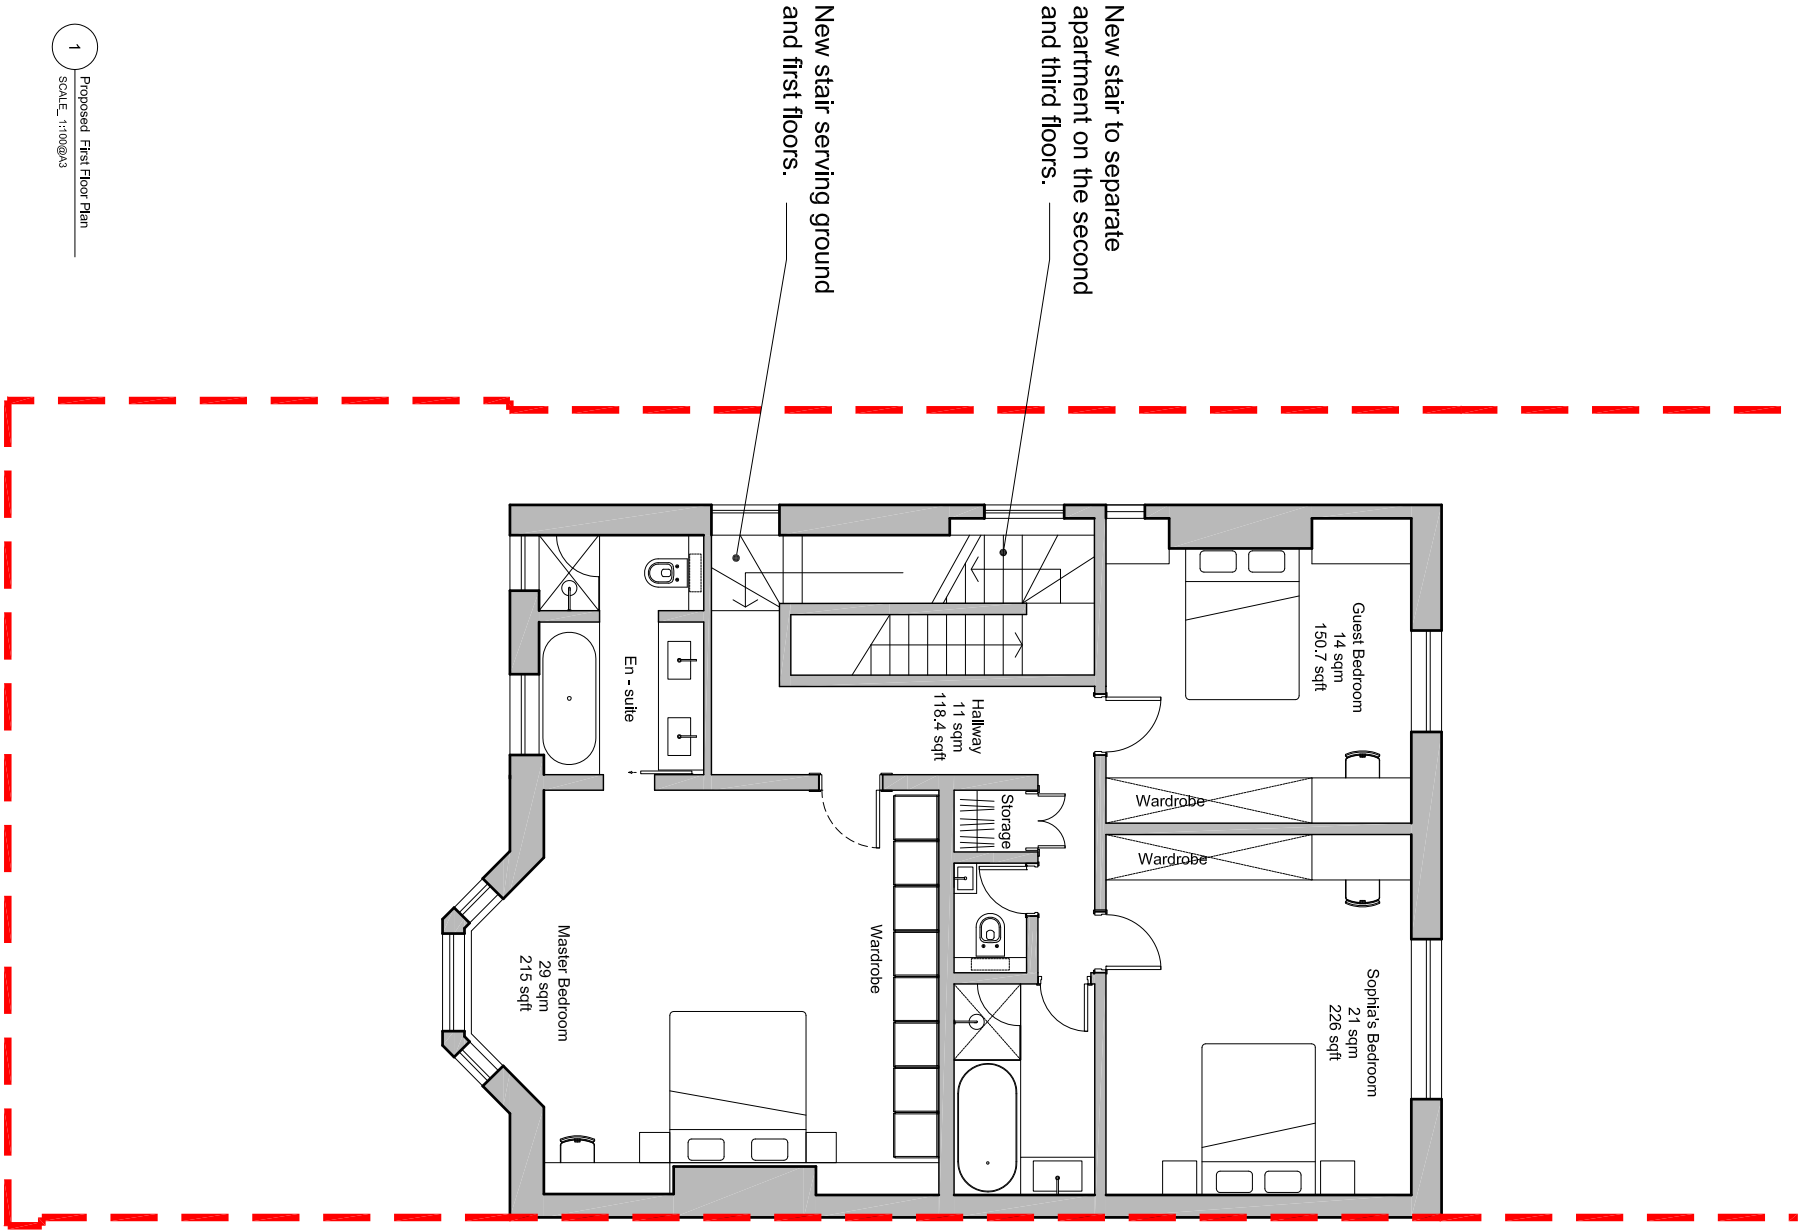 New stair to separate
apartment on the second
and third floors.
New stair serving ground
and first floors.
1
Proposed First Floor Plan
SCALE_ 1:100@A3
Guest Bedroom
14 sqm
150.7 sqft
Wardrobe
Wardrobe
Sophia's Bedroom
21 sqm
226 sqft
Hallway
11 sqm
118.4 sqft
Storage
Wardrobe
En - suite
Master Bedroom
29 sqm
215 sqft